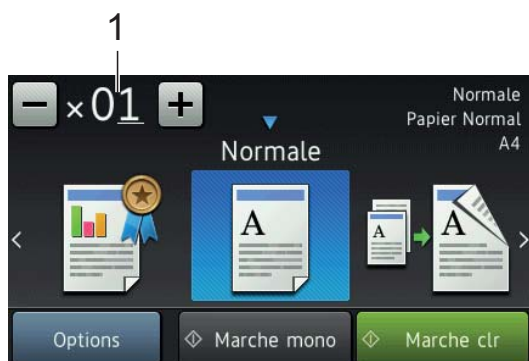 1
- ×01 +
Normale
Papier Normal
A4
Normale
A
A
A
Options
Marche mono
Marche clr